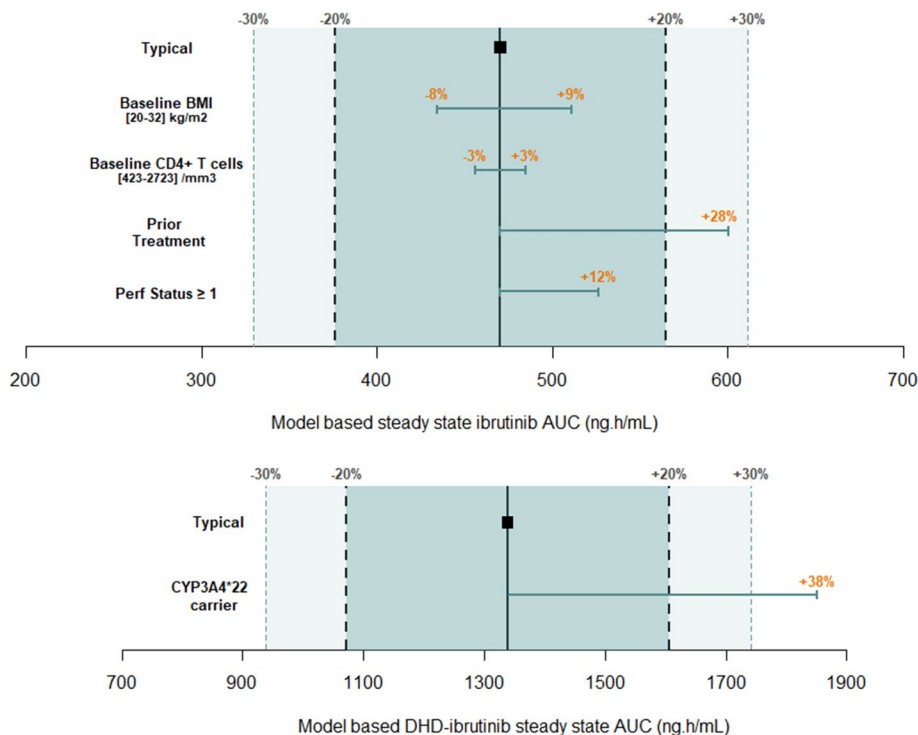 -30% -20% +20% +30%
Typical
Baseline BMI
[20-32] kg/m2
-8% +9%
Baseline CD4+ T cells
[423-2723] /mm3
-3% +3%
Prior
Treatment
+28%
Perf Status ≥ 1
+12%
200 300 400 500 600 700
Model based steady state ibrutinib AUC (ng.h/mL)
-30% -20% +20% +30%
Typical
CYP3A4*22
carrier
+38%
700 900 1100 1300 1500 1700 1900
Model based DHD-ibrutinib steady state AUC (ng.h/mL)